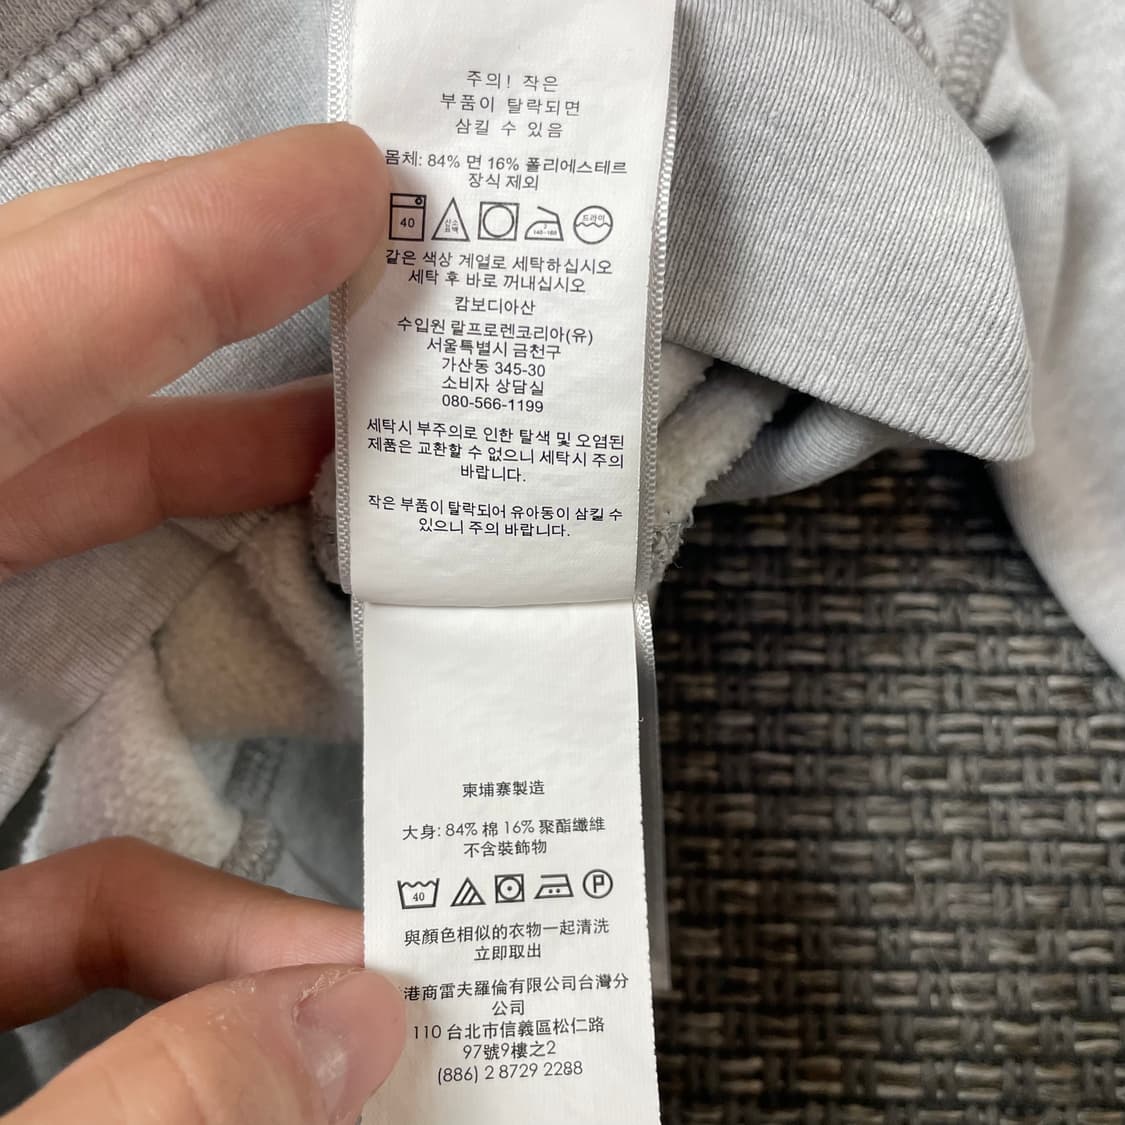 주의! 작은
부품이 탈락되면
삼킬 수 있음
몸체: 84% 면 16% 폴리에스테르
장식 제외
40
산소
표백
140-160
드라이
같은 색상 계열로 세탁하십시오
세탁 후 바로 꺼내십시오
캄보디아산
수입원 랄프로렌코리아(유)
서울특별시 금천구
가산동 345-30
소비자 상담실
080-566-1199
세탁시 부주의로 인한 탈색 및 오염된
제품은 교환할 수 없으니 세탁시 주의
바랍니다.
작은 부품이 탈락되어 유아동이 삼킬 수
있으니 주의 바랍니다.
柬埔寨製造
大身: 84% 棉 16% 聚酯纖維
不含裝飾物
40
P
與顏色相似的衣物一起清洗
立即取出
港商雷夫羅倫有限公司台灣分
公司
110 台北市信義區松仁路
97號9樓之2
(886) 2 8729 2288